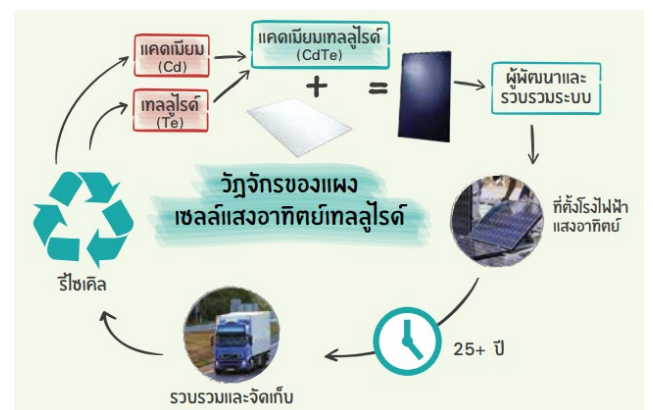 แคดเมียม
(Cd)
แคดเมียมเทลลูไรด์
(CdTe)
เทลลูไรด์
(Te)
+
=
ผู้พัฒนาและ
รวบรวมระบบ
วัฏจักรของแผง
เซลล์แสงอาทิตย์เทลลูไรด์
ที่ตั้งโรงไฟฟ้า
แสงอาทิตย์
25+ ปี
รวบรวมและจัดเก็บ
รีไซเคิล